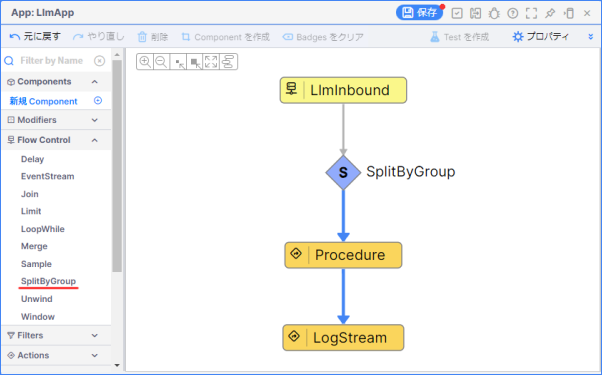 App: LlmApp
保存
元に戻す
やり直し
削除
Component を作成
Badges をクリア
Test を作成
プロパティ
Filter by Name
Components
新規 Component
Modifiers
Flow Control
Delay
EventStream
Join
Limit
LoopWhile
Merge
Sample
SplitByGroup
Unwind
Window
Filters
Actions
LlmInbound
S
SplitByGroup
Procedure
LogStream